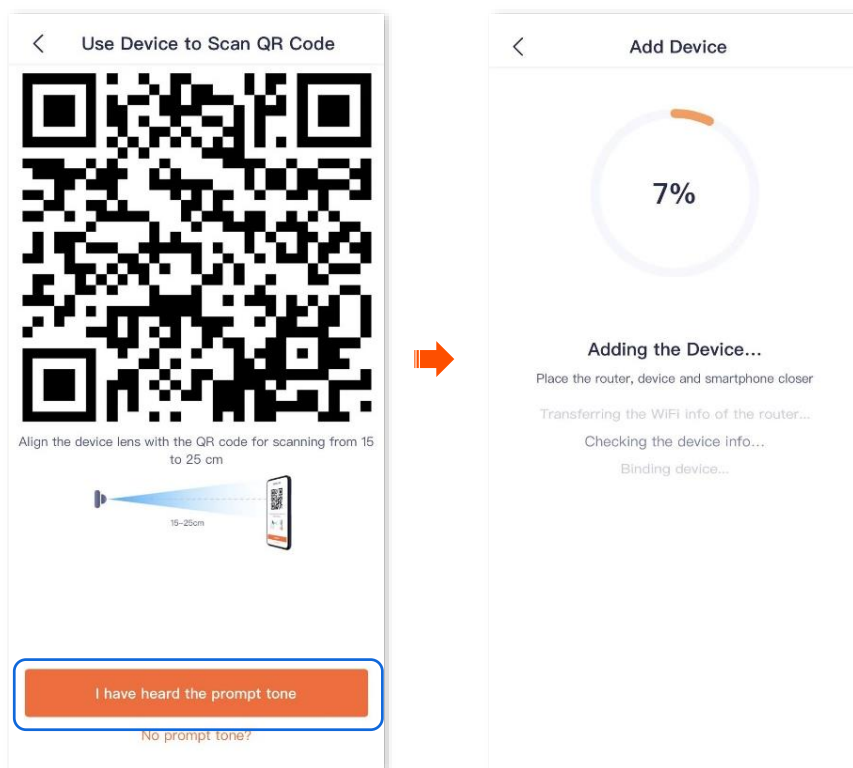 Use Device to Scan QR Code
Align the device lens with the QR code for scanning from 15
to 25 cm
15-25cm
I have heard the prompt tone
No prompt tone?
Add Device
7%
Adding the Device...
Place the router, device and smartphone closer
Transferring the WiFi info of the router...
Checking the device info...
Binding device...